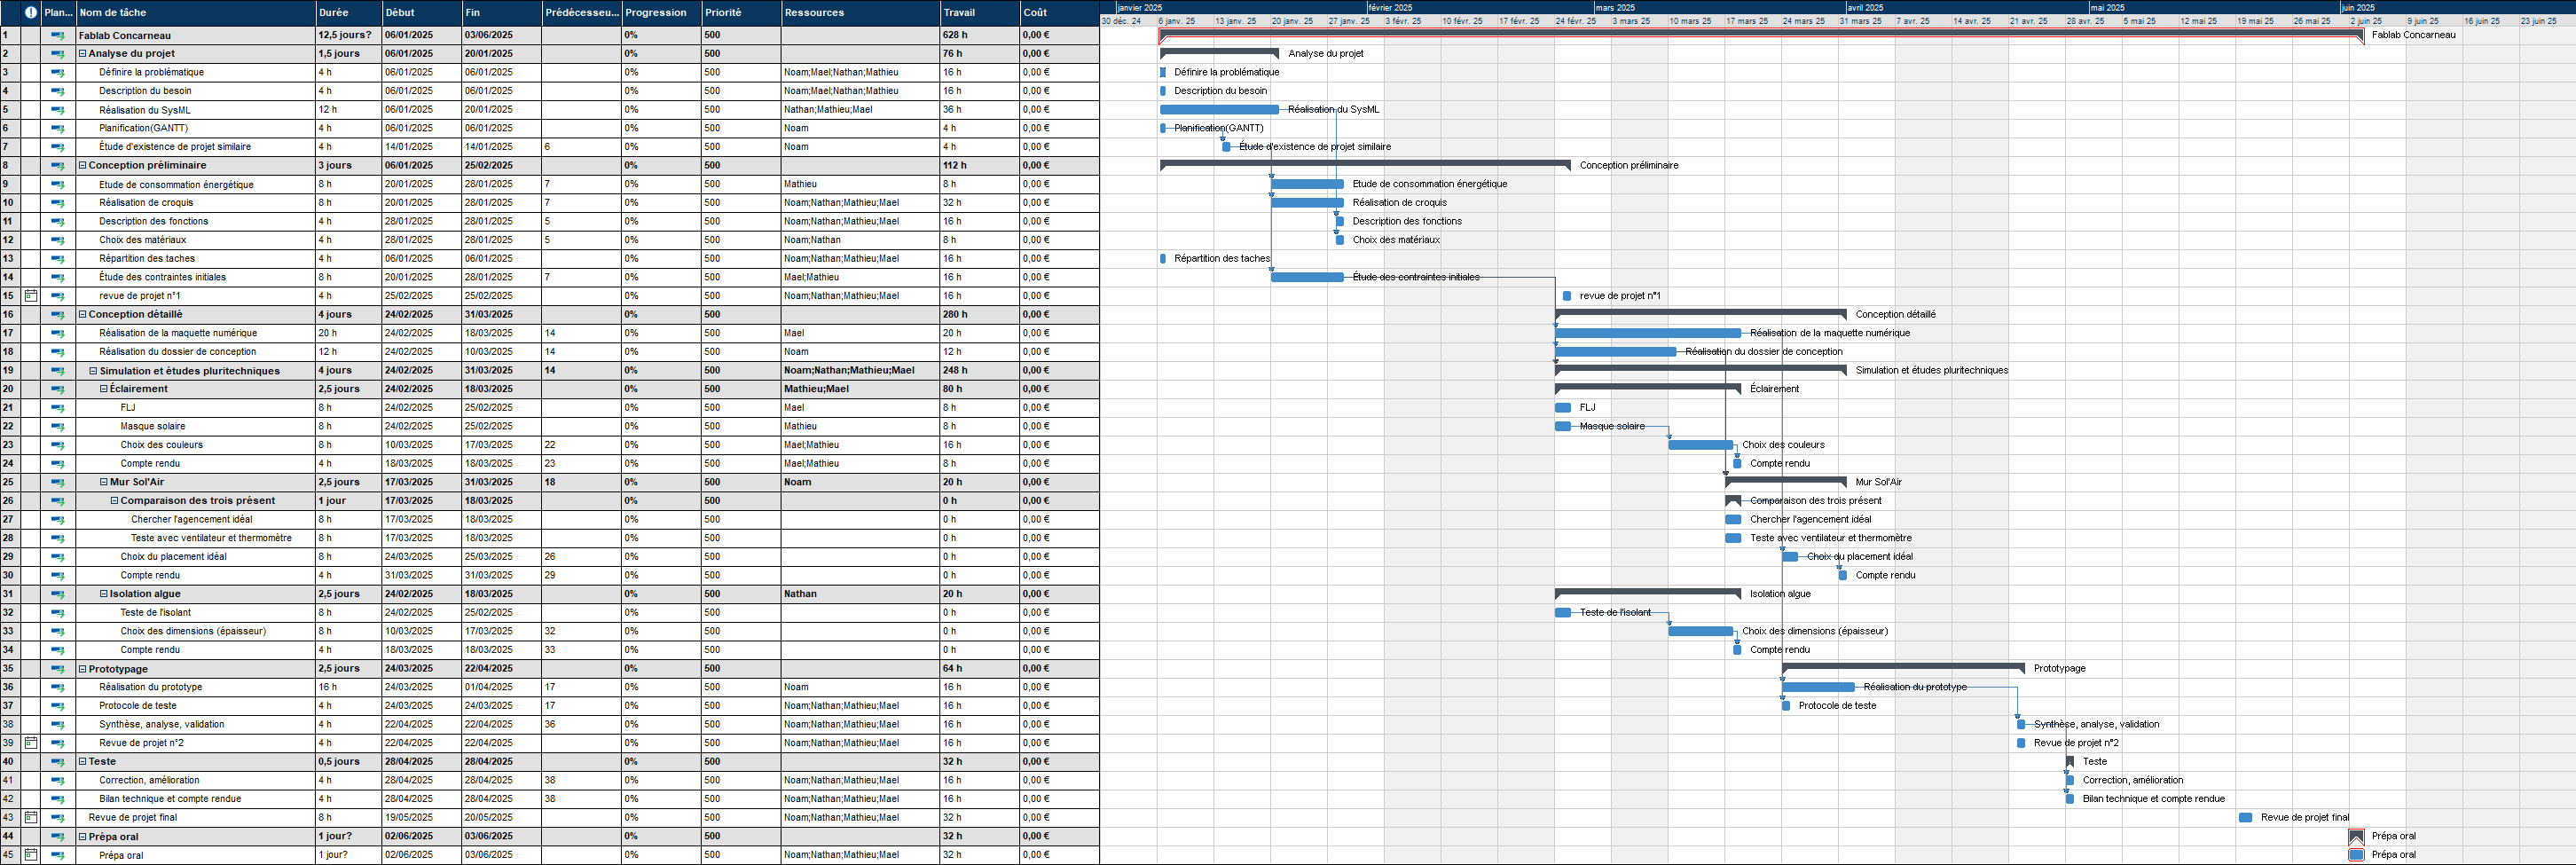 Plan... Nom de tâche Durée Début Fin Prédécesseu... Progression Priorité Ressources Travail Coût
janvier 2025 février 2025 mars 2025 avril 2025 mai 2025 juin 2025
30 déc. 24 6 janv. 25 13 janv. 25 20 janv. 25 27 janv. 25 3 févr. 25 10 févr. 25 17 févr. 25 24 févr. 25 3 mars 25 10 mars 25 17 mars 25 24 mars 25 31 mars 25 7 avr. 25 14 avr. 25 21 avr. 25 28 avr. 25 5 mai 25 12 mai 25 19 mai 25 26 mai 25 2 juin 25 9 juin 25 16 juin 25 23 juin 25
1 Fablab Concarneau 12,5 jours? 06/01/2025 03/06/2025 0% 500 628 h 0,00 € Fablab Concarneau
2 Analyse du projet 1,5 jours 06/01/2025 20/01/2025 0% 500 76 h 0,00 € Analyse du projet
3 Définire la problématique 4 h 06/01/2025 06/01/2025 0% 500 Noam;Mael;Nathan;Mathieu 16 h 0,00 € Définire la problématique
4 Description du besoin 4 h 06/01/2025 06/01/2025 0% 500 Noam;Mael;Nathan;Mathieu 16 h 0,00 € Description du besoin
5 Réalisation du SysML 12 h 06/01/2025 20/01/2025 0% 500 Nathan;Mathieu;Mael 36 h 0,00 € Réalisation du SysML
6 Planification(GANTT) 4 h 06/01/2025 06/01/2025 0% 500 Noam 4 h 0,00 € Planification(GANTT)
7 Étude d'existence de projet similaire 4 h 14/01/2025 14/01/2025 6 0% 500 Noam 4 h 0,00 € Étude d'existence de projet similaire
8 Conception préliminaire 3 jours 06/01/2025 25/02/2025 0% 500 112 h 0,00 € Conception préliminaire
9 Etude de consommation énergétique 8 h 20/01/2025 28/01/2025 7 0% 500 Mathieu 8 h 0,00 € Etude de consommation énergétique
10 Réalisation de croquis 8 h 20/01/2025 28/01/2025 7 0% 500 Noam;Nathan;Mathieu;Mael 32 h 0,00 € Réalisation de croquis
11 Description des fonctions 4 h 28/01/2025 28/01/2025 5 0% 500 Noam;Nathan;Mathieu;Mael 16 h 0,00 € Description des fonctions
12 Choix des matériaux 4 h 28/01/2025 28/01/2025 5 0% 500 Noam;Nathan 8 h 0,00 € Choix des matériaux
13 Répartition des taches 4 h 06/01/2025 06/01/2025 0% 500 Noam;Nathan;Mathieu;Mael 16 h 0,00 € Répartition des taches
14 Étude des contraintes initiales 8 h 20/01/2025 28/01/2025 7 0% 500 Mael;Mathieu 16 h 0,00 € Étude des contraintes initiales
15 revue de projet n°1 4 h 25/02/2025 25/02/2025 0% 500 Noam;Nathan;Mathieu;Mael 16 h 0,00 € revue de projet n°1
16 Conception détaillé 4 jours 24/02/2025 31/03/2025 0% 500 280 h 0,00 € Conception détaillé
17 Réalisation de la maquette numérique 20 h 24/02/2025 18/03/2025 14 0% 500 Mael 20 h 0,00 € Réalisation de la maquette numérique
18 Réalisation du dossier de conception 12 h 24/02/2025 10/03/2025 14 0% 500 Noam 12 h 0,00 € Réalisation du dossier de conception
19 Simulation et études pluritechniques 4 jours 24/02/2025 31/03/2025 14 0% 500 Noam;Nathan;Mathieu;Mael 248 h 0,00 € Simulation et études pluritechniques
20 Éclairement 2,5 jours 24/02/2025 18/03/2025 0% 500 Mathieu;Mael 80 h 0,00 € Éclairement
21 FLJ 8 h 24/02/2025 25/02/2025 0% 500 Mael 8 h 0,00 € FLJ
22 Masque solaire 8 h 24/02/2025 25/02/2025 0% 500 Mathieu 8 h 0,00 € Masque solaire
23 Choix des couleurs 8 h 10/03/2025 17/03/2025 22 0% 500 Mael;Mathieu 16 h 0,00 € Choix des couleurs
24 Compte rendu 4 h 18/03/2025 18/03/2025 23 0% 500 Mael;Mathieu 8 h 0,00 € Compte rendu
25 Mur Sol'Air 2,5 jours 17/03/2025 31/03/2025 18 0% 500 Noam 20 h 0,00 € Mur Sol'Air
26 Comparaison des trois présent 1 jour 17/03/2025 18/03/2025 0% 500 0 h 0,00 € Comparaison des trois présent
27 Chercher l'agencement idéal 8 h 17/03/2025 18/03/2025 0% 500 0 h 0,00 € Chercher l'agencement idéal
28 Teste avec ventilateur et thermomètre 8 h 17/03/2025 18/03/2025 0% 500 0 h 0,00 € Teste avec ventilateur et thermomètre
29 Choix du placement idéal 8 h 24/03/2025 25/03/2025 26 0% 500 0 h 0,00 € Choix du placement idéal
30 Compte rendu 4 h 31/03/2025 31/03/2025 29 0% 500 0 h 0,00 € Compte rendu
31 Isolation algue 2,5 jours 24/02/2025 18/03/2025 0% 500 Nathan 20 h 0,00 € Isolation algue
32 Teste de l'isolant 8 h 24/02/2025 25/02/2025 0% 500 0 h 0,00 € Teste de l'isolant
33 Choix des dimensions (épaisseur) 8 h 10/03/2025 17/03/2025 32 0% 500 0 h 0,00 € Choix des dimensions (épaisseur)
34 Compte rendu 4 h 18/03/2025 18/03/2025 33 0% 500 0 h 0,00 € Compte rendu
35 Prototypage 2,5 jours 24/03/2025 22/04/2025 0% 500 64 h 0,00 € Prototypage
36 Réalisation du prototype 16 h 24/03/2025 01/04/2025 17 0% 500 Noam 16 h 0,00 € Réalisation du prototype
37 Protocole de teste 4 h 24/03/2025 24/03/2025 17 0% 500 Noam;Nathan;Mathieu;Mael 16 h 0,00 € Protocole de teste
38 Synthèse, analyse, validation 4 h 22/04/2025 22/04/2025 36 0% 500 Noam;Nathan;Mathieu;Mael 16 h 0,00 € Synthèse, analyse, validation
39 Revue de projet n°2 4 h 22/04/2025 22/04/2025 0% 500 Noam;Nathan;Mathieu;Mael 16 h 0,00 € Revue de projet n°2
40 Teste 0,5 jours 28/04/2025 28/04/2025 0% 500 32 h 0,00 € Teste
41 Correction, amélioration 4 h 28/04/2025 28/04/2025 38 0% 500 Noam;Nathan;Mathieu;Mael 16 h 0,00 € Correction, amélioration
42 Bilan technique et compte rendue 4 h 28/04/2025 28/04/2025 38 0% 500 Noam;Nathan;Mathieu;Mael 16 h 0,00 € Bilan technique et compte rendue
43 Revue de projet final 8 h 19/05/2025 20/05/2025 0% 500 Noam;Nathan;Mathieu;Mael 32 h 0,00 € Revue de projet final
44 Prépa oral 1 jour? 02/06/2025 03/06/2025 0% 500 32 h 0,00 € Prépa oral
45 Prépa oral 1 jour? 02/06/2025 03/06/2025 0% 500 Noam;Nathan;Mathieu;Mael 32 h 0,00 € Prépa oral